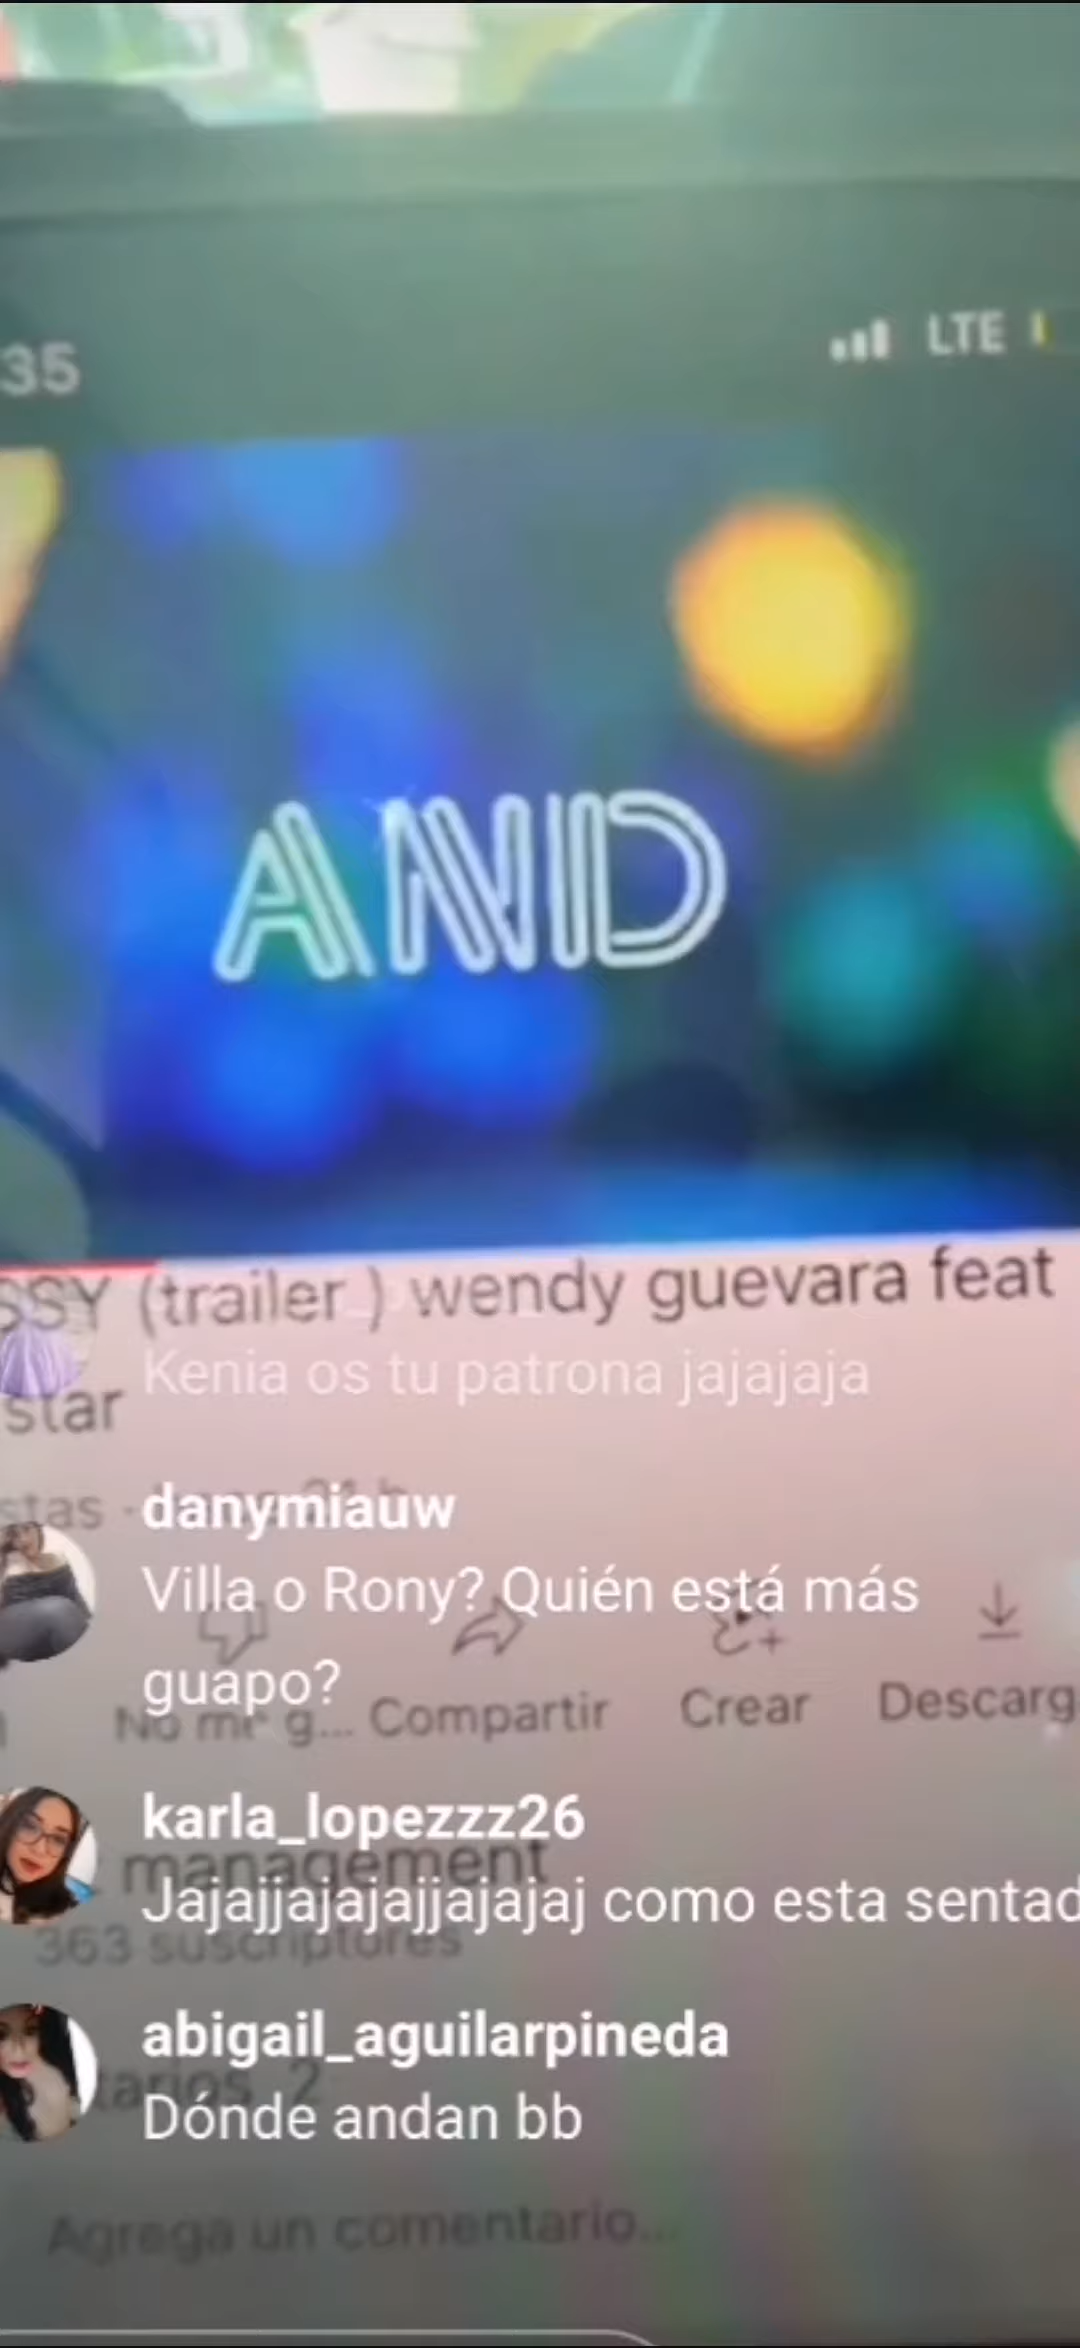 35
LTE
AND
SSY (trailer ) wendy guevara feat
Kenia os tu patrona jajajaja
star
stas ·
danymiauw
Villa o Rony? Quién está más
guapo?
No me g... Compartir Crear Descarg
karla_lopezzz26
management
Jajajjajajajjajajaj como esta sentad
363 suscriptores
abigail_aguilarpineda
tarios 2
Dónde andan bb
Agrega un comentario...